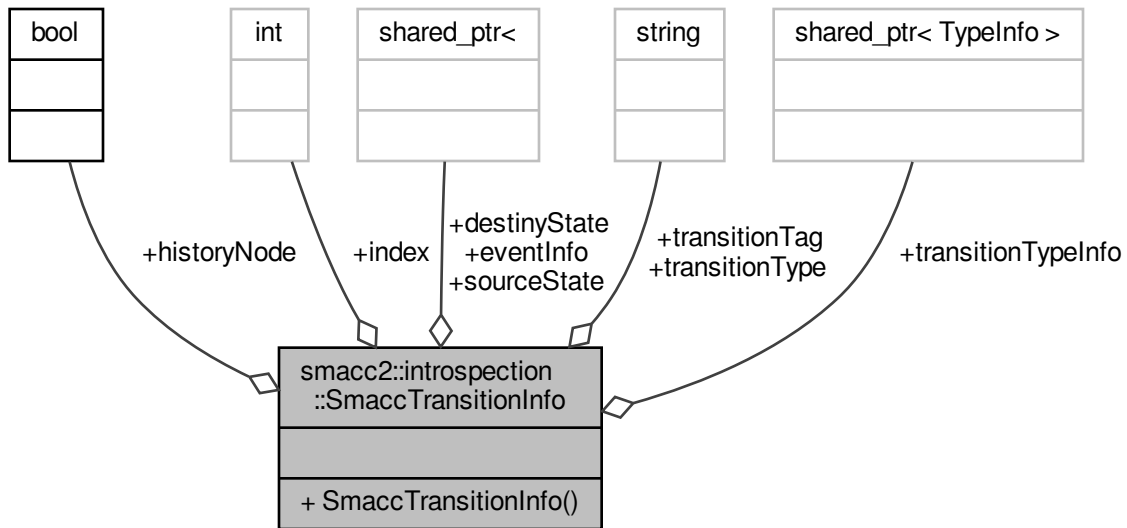 bool
int
shared_ptr<
string
shared_ptr< TypeInfo >
+historyNode
+index
+destinyState
+eventInfo
+sourceState
+transitionTag
+transitionType
+transitionTypeInfo
smacc2::introspection
::SmaccTransitionInfo
+ SmaccTransitionInfo()